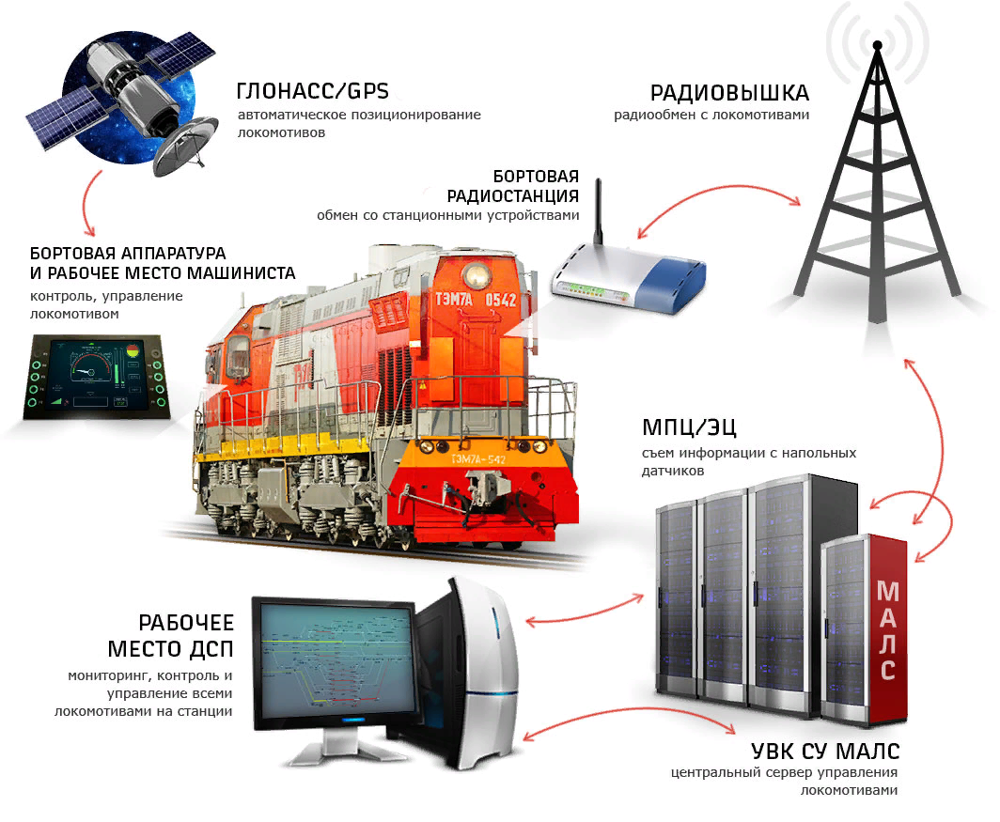 ГЛОНАСС/GPS
автоматическое позиционирование
локомотивов
РАДИОВЫШКА
радиообмен с локомотивами
БОРТОВАЯ
РАДИОСТАНЦИЯ
обмен со станционными устройствами
БОРТОВАЯ АППАРАТУРА
И РАБОЧЕЕ МЕСТО МАШИНИСТА
контроль, управление
локомотивом
ТЭМ7А 0542
ТЭМ7А-542
МПЦ/ЭЦ
съем информации с напольных
датчиков
МАЛС
РАБОЧЕЕ
МЕСТО ДСП
мониторинг, контроль и
управление всеми
локомотивами на станции
УВК СУ МАЛС
центральный сервер управления
локомотивами